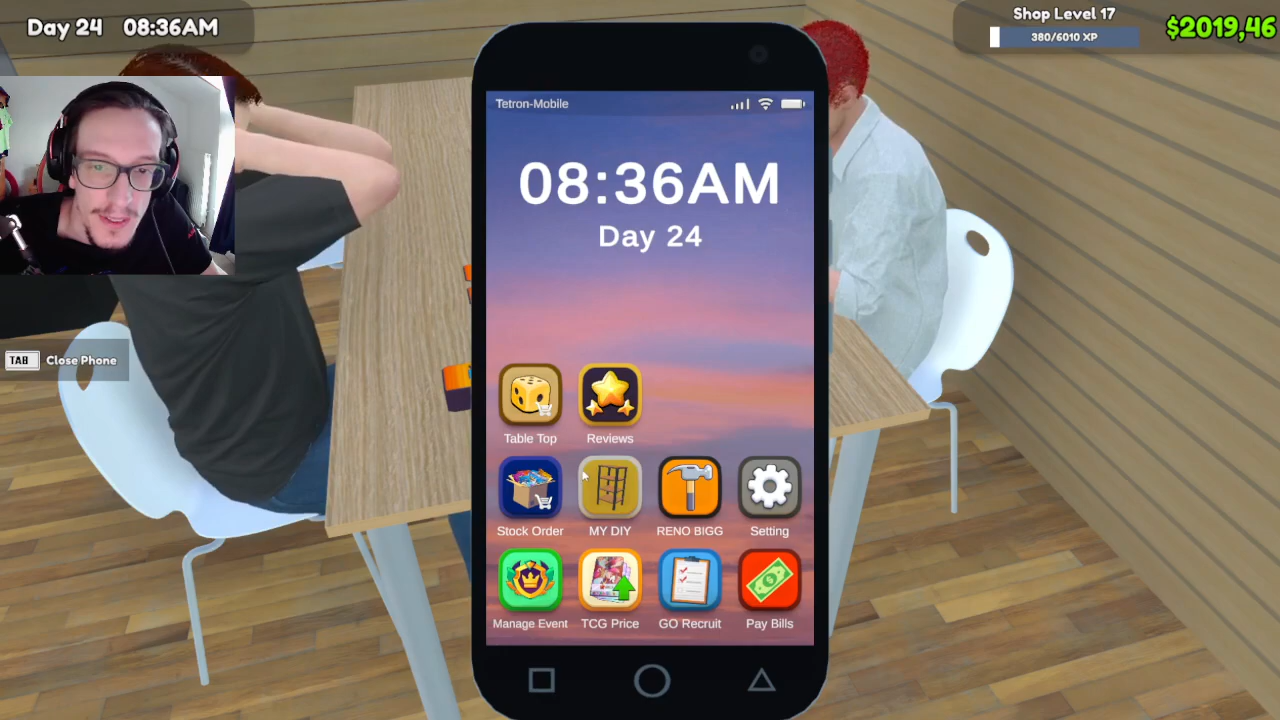 Day 24 08:36AM
Shop Level 17
380/6010 XP
$2019,46
Tetron-Mobile
08:36AM
Day 24
TAB Close Phone
Table Top Reviews
Stock Order MY DIY RENO BIGG Setting
Manage Event TCG Price GO Recruit Pay Bills